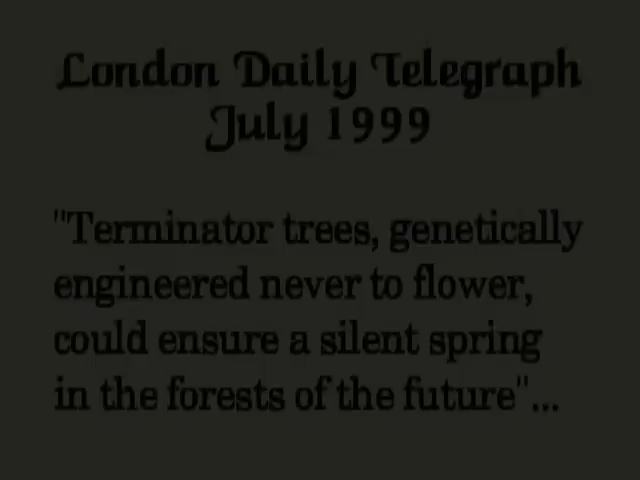 London Daily Telegraph
July 1999
"Terminator trees, genetically
engineered never to flower,
could ensure a silent spring
in the forests of the future"...